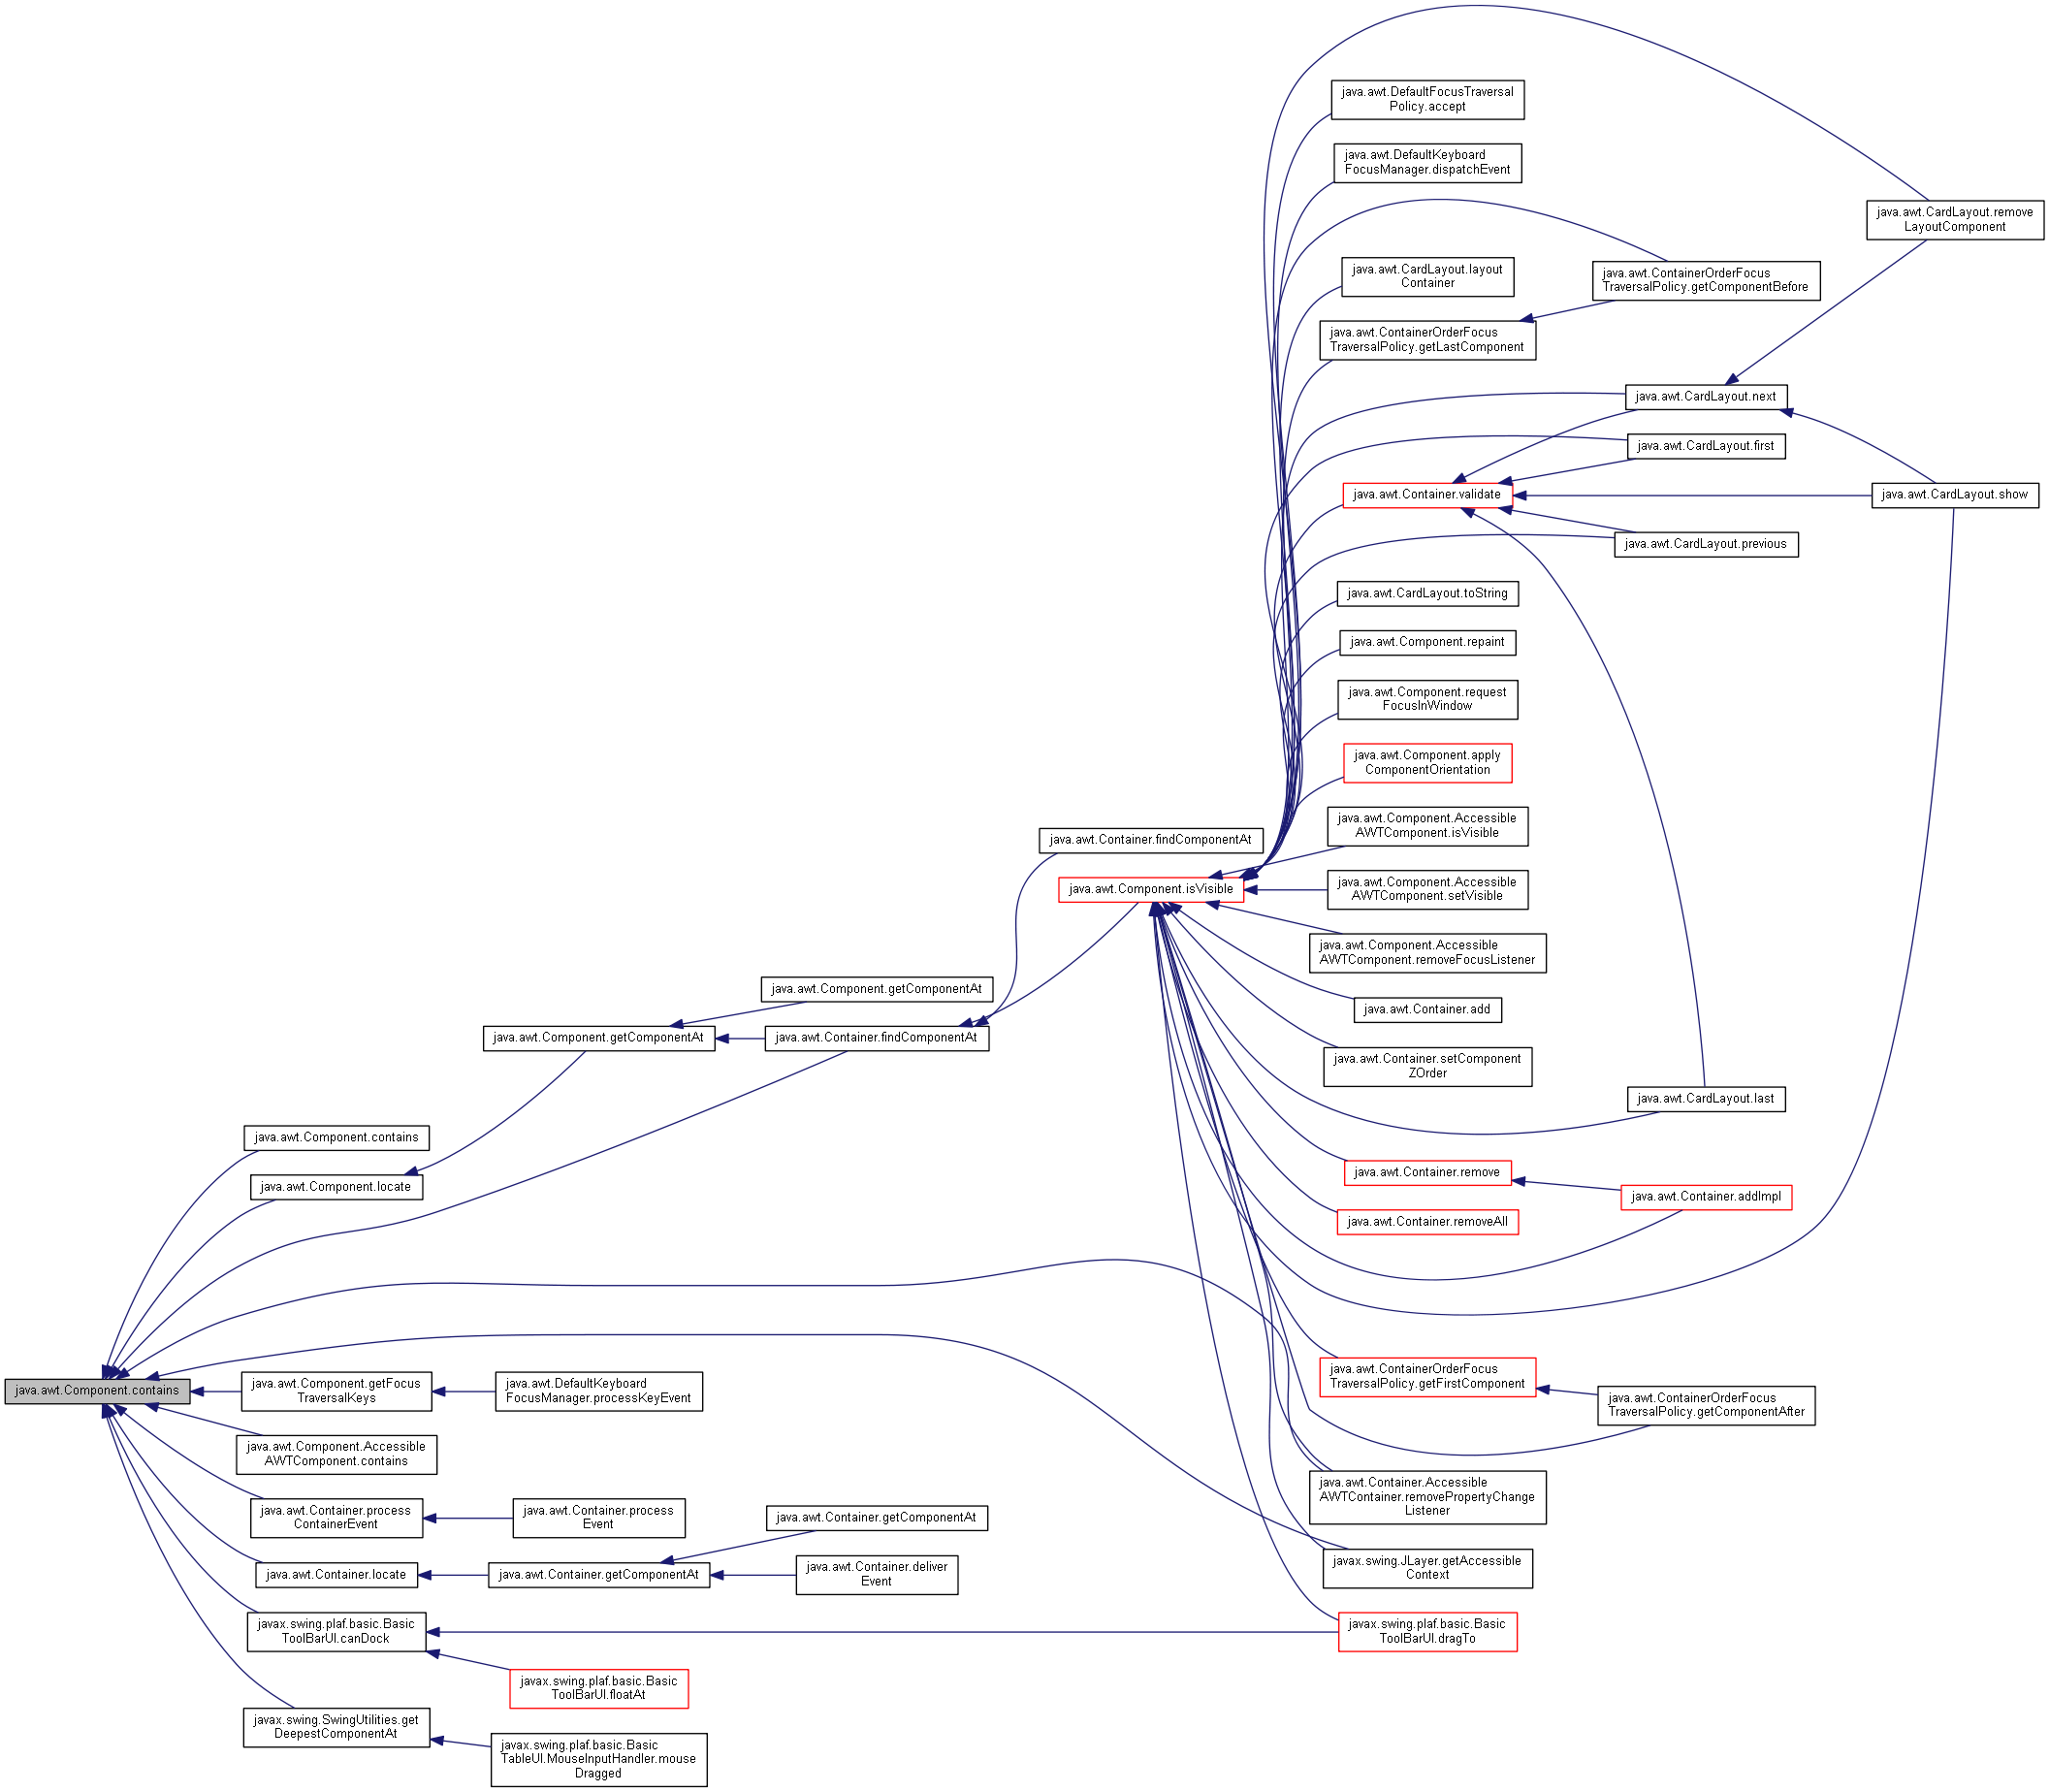 java.awt.DefaultFocusTraversal
Policy.accept
java.awt.DefaultKeyboard
FocusManager.dispatchEvent
java.awt.CardLayout.remove
LayoutComponent
java.awt.CardLayout.layout
Container
java.awt.ContainerOrderFocus
TraversalPolicy.getComponentBefore
java.awt.ContainerOrderFocus
TraversalPolicy.getLastComponent
java.awt.CardLayout.next
java.awt.CardLayout.first
java.awt.Container.validate
java.awt.CardLayout.show
java.awt.CardLayout.previous
java.awt.CardLayout.toString
java.awt.Component.repaint
java.awt.Component.request
FocusInWindow
java.awt.Component.apply
ComponentOrientation
java.awt.Component.Accessible
AWTComponent.isVisible
java.awt.Container.findComponentAt
java.awt.Component.isVisible
java.awt.Component.Accessible
AWTComponent.setVisible
java.awt.Component.Accessible
AWTComponent.removeFocusListener
java.awt.Component.getComponentAt
java.awt.Container.add
java.awt.Component.getComponentAt
java.awt.Container.findComponentAt
java.awt.Container.setComponent
ZOrder
java.awt.CardLayout.last
java.awt.Component.contains
java.awt.Component.locate
java.awt.Container.remove
java.awt.Container.addImpl
java.awt.Container.removeAll
java.awt.Component.contains
java.awt.Component.getFocus
TraversalKeys
java.awt.DefaultKeyboard
FocusManager.processKeyEvent
java.awt.ContainerOrderFocus
TraversalPolicy.getFirstComponent
java.awt.ContainerOrderFocus
TraversalPolicy.getComponentAfter
java.awt.Component.Accessible
AWTComponent.contains
java.awt.Container.Accessible
AWTContainer.removePropertyChange
Listener
java.awt.Container.process
ContainerEvent
java.awt.Container.process
Event
java.awt.Container.getComponentAt
java.awt.Container.locate
java.awt.Container.getComponentAt
java.awt.Container.deliver
Event
javax.swing.JLayer.getAccessible
Context
javax.swing.plaf.basic.Basic
ToolBarUI.canDock
javax.swing.plaf.basic.Basic
ToolBarUI.dragTo
javax.swing.plaf.basic.Basic
ToolBarUI.floatAt
javax.swing.SwingUtilities.get
DeepestComponentAt
javax.swing.plaf.basic.Basic
TableUI.MouseInputHandler.mouse
Dragged